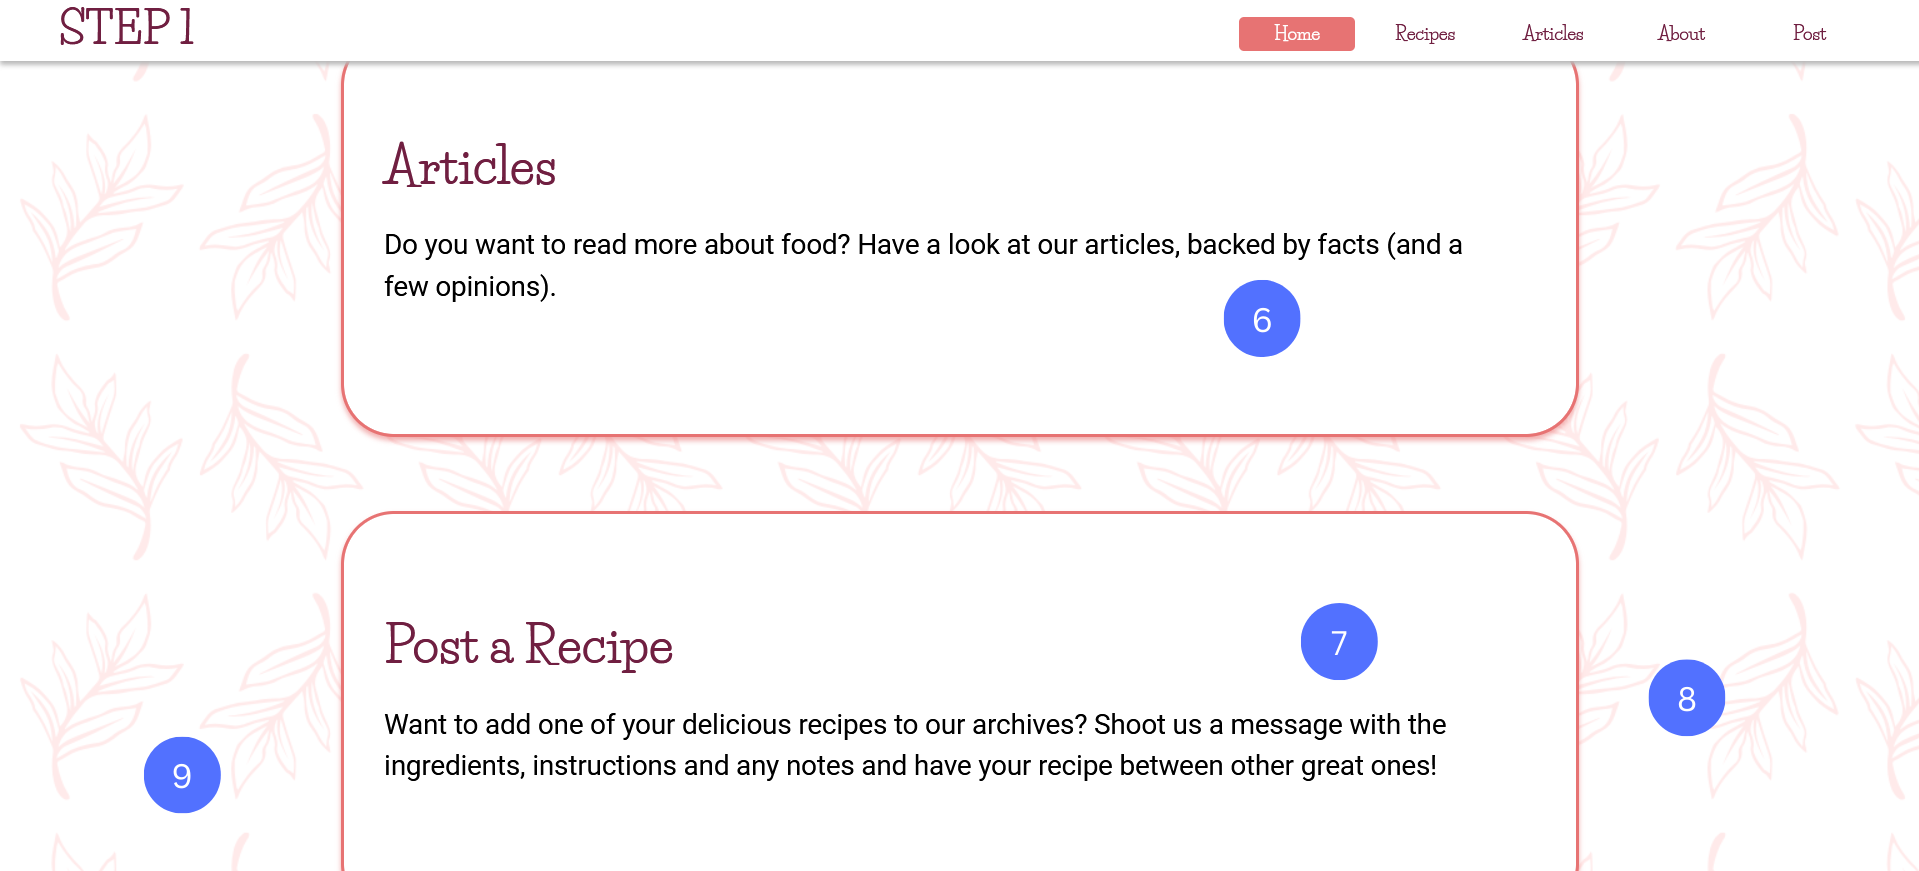 STEP 1
Home Recipes Articles About Post
Articles
Do you want to read more about food? Have a look at our articles, backed by facts (and a
few opinions).
6
Post a Recipe
7
8
Want to add one of your delicious recipes to our archives? Shoot us a message with the
ingredients, instructions and any notes and have your recipe between other great ones!
9